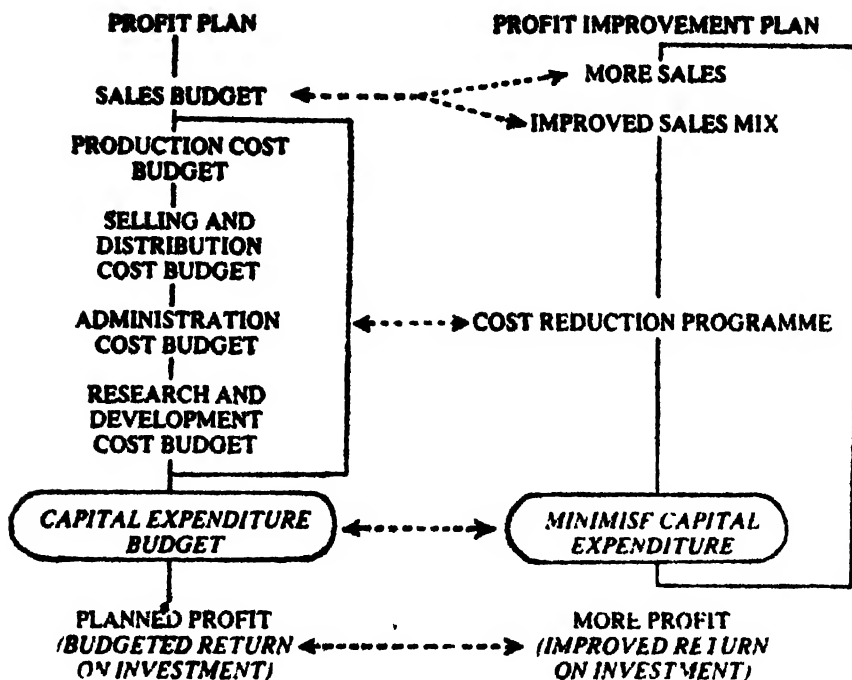 PROFIT PLAN
SALES BUDGET
PRODUCTION COST
BUDGET
SELLING AND
DISTRIBUTION
COST BUDGET
ADMINISTRATION
COST BUDGET
RESEARCH AND
DEVELOPMENT
COST BUDGET
CAPITAL EXPENDITURE
BUDGET
PLANNED PROFIT
(BUDGETED RETURN
ON INVESTMENT)
PROFIT IMPROVEMENT PLAN
MORE SALES
IMPROVED SALES MIX
COST REDUCTION PROGRAMME
MINIMISE CAPITAL
EXPENDITURE
MORE PROFIT
(IMPROVED RETURN
ON INVESTMENT)